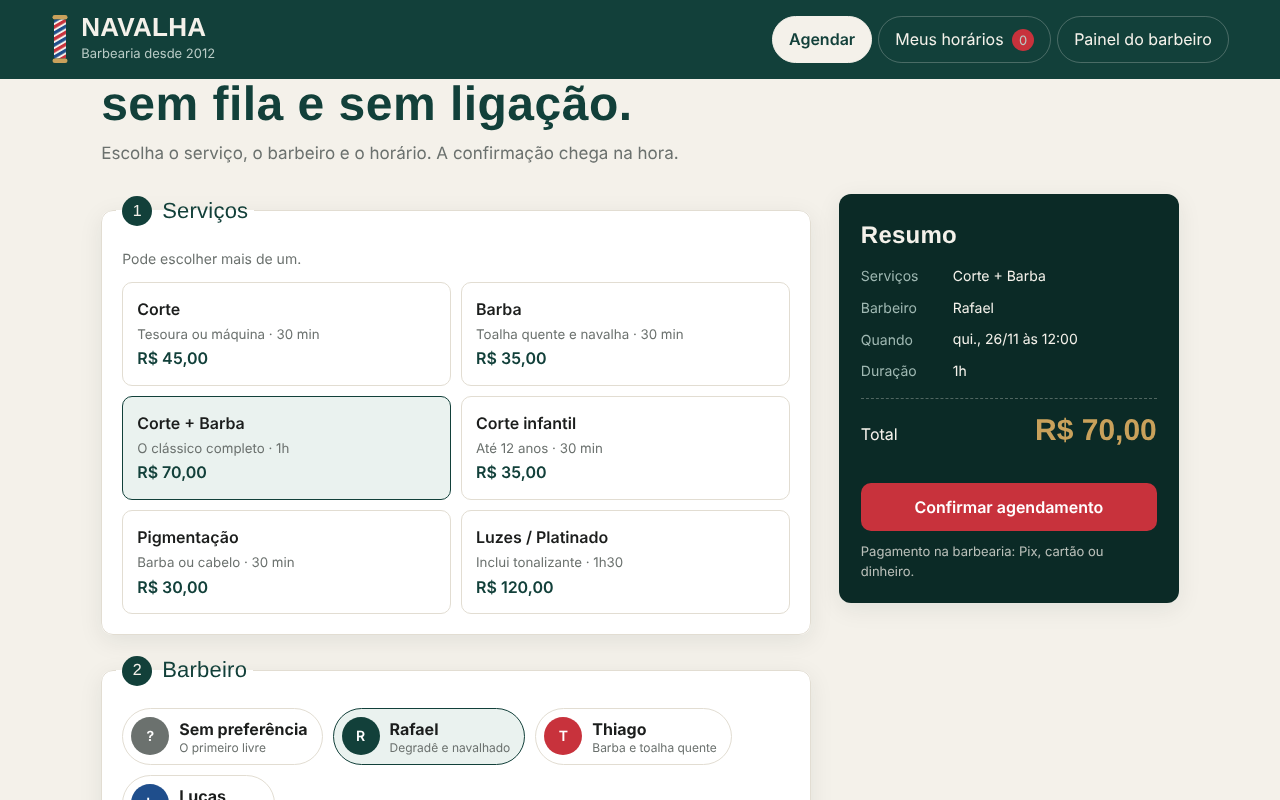 NAVALHA
Barbearia desde 2012
Agendar
Meus horários 0
Painel do barbeiro
sem fila e sem ligação.
Escolha o serviço, o barbeiro e o horário. A confirmação chega na hora.
1 Serviços
Pode escolher mais de um.
Corte
Tesoura ou máquina · 30 min
R$ 45,00
Barba
Toalha quente e navalha · 30 min
R$ 35,00
Corte + Barba
O clássico completo · 1h
R$ 70,00
Corte infantil
Até 12 anos · 30 min
R$ 35,00
Pigmentação
Barba ou cabelo · 30 min
R$ 30,00
Luzes / Platinado
Inclui tonalizante · 1h30
R$ 120,00
2 Barbeiro
?
Sem preferência
O primeiro livre
R
Rafael
Degradê e navalhado
T
Thiago
Barba e toalha quente
Lucas
Resumo
Serviços Corte + Barba
Barbeiro Rafael
Quando qui., 26/11 às 12:00
Duração 1h
Total R$ 70,00
Confirmar agendamento
Pagamento na barbearia: Pix, cartão ou
dinheiro.